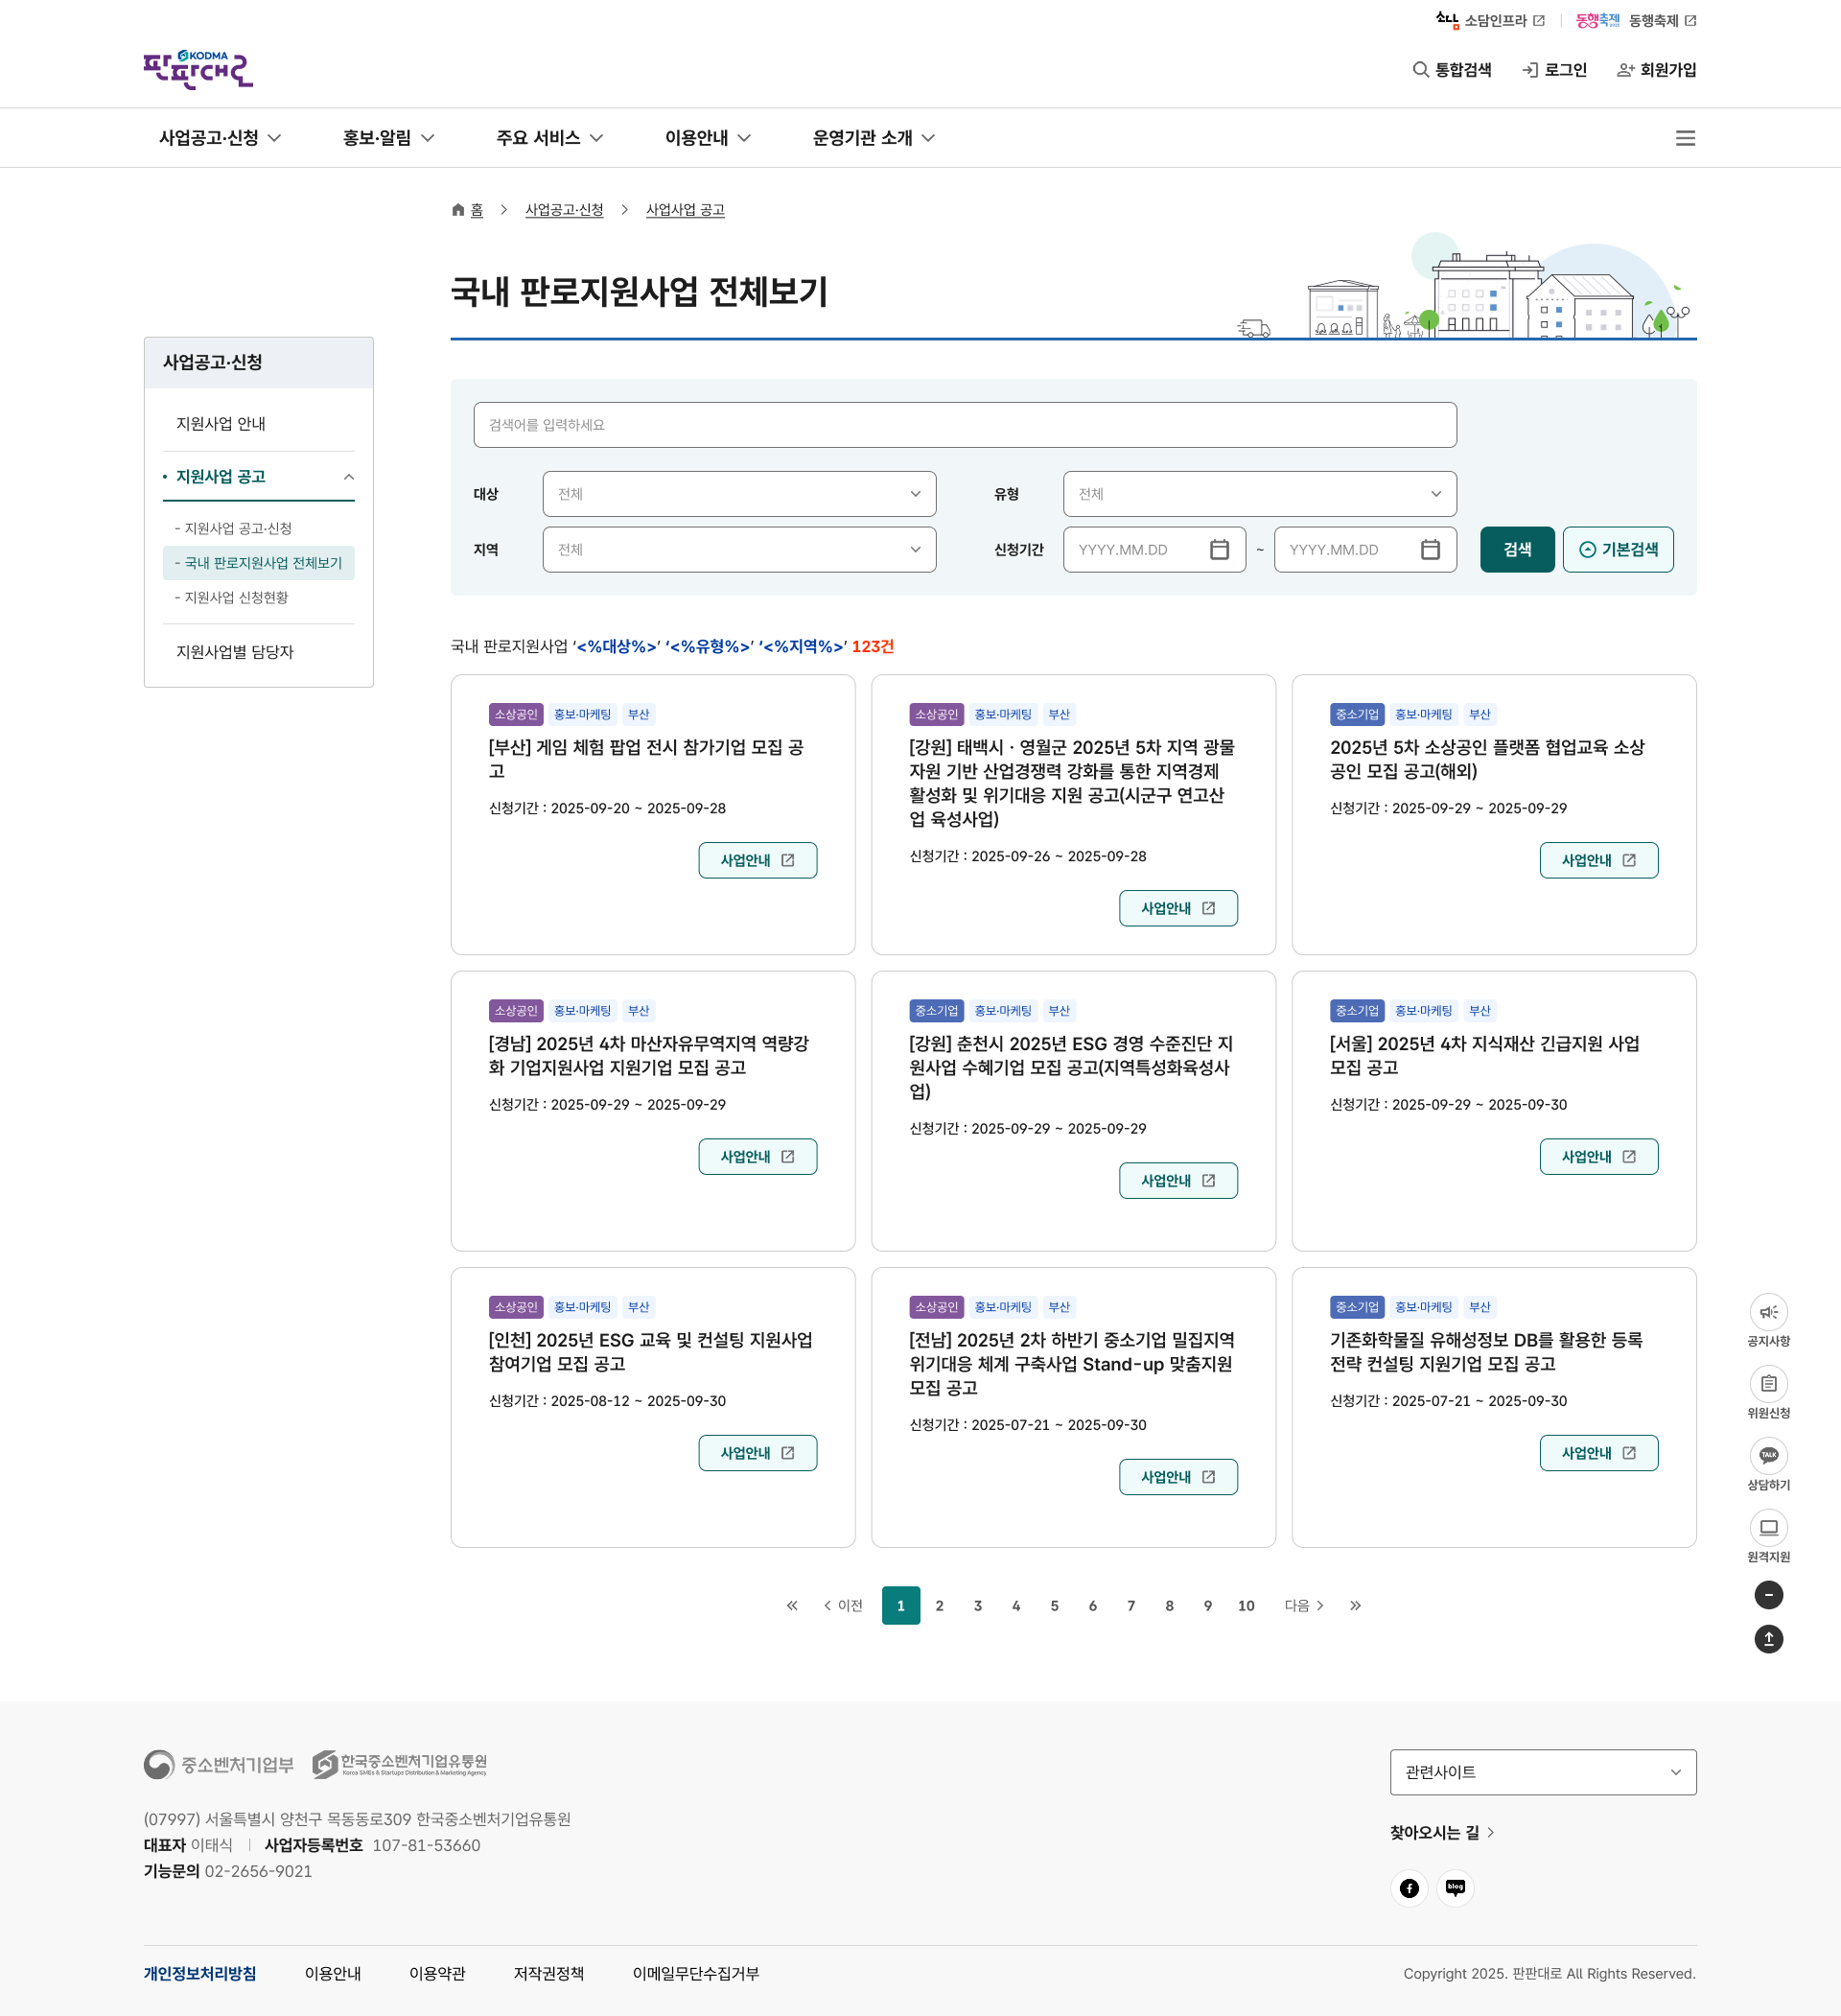 소담인프라
동행축제 동행축제
KODMA
판판대로
통합검색 로그인 회원가입
사업공고·신청 홍보·알림 주요 서비스 이용안내 운영기관 소개
홈 사업공고·신청 사업사업 공고
국내 판로지원사업 전체보기
사업공고·신청
지원사업 안내
지원사업 공고
- 지원사업 공고·신청
- 국내 판로지원사업 전체보기
- 지원사업 신청현황
지원사업별 담당자
검색어를 입력하세요
대상 전체 유형 전체
지역 전체 신청기간 YYYY.MM.DD ~ YYYY.MM.DD 검색 기본검색
국내 판로지원사업 ‘<%대상%>’ ‘<%유형%>’ ‘<%지역%>’ 123건
소상공인 홍보·마케팅 부산
[부산] 게임 체험 팝업 전시 참가기업 모집 공
고
신청기간 : 2025-09-20 ~ 2025-09-28
사업안내
소상공인 홍보·마케팅 부산
[강원] 태백시ㆍ영월군 2025년 5차 지역 광물
자원 기반 산업경쟁력 강화를 통한 지역경제
활성화 및 위기대응 지원 공고(시군구 연고산
업 육성사업)
신청기간 : 2025-09-26 ~ 2025-09-28
사업안내
중소기업 홍보·마케팅 부산
2025년 5차 소상공인 플랫폼 협업교육 소상
공인 모집 공고(해외)
신청기간 : 2025-09-29 ~ 2025-09-29
사업안내
소상공인 홍보·마케팅 부산
[경남] 2025년 4차 마산자유무역지역 역량강
화 기업지원사업 지원기업 모집 공고
신청기간 : 2025-09-29 ~ 2025-09-29
사업안내
중소기업 홍보·마케팅 부산
[강원] 춘천시 2025년 ESG 경영 수준진단 지
원사업 수혜기업 모집 공고(지역특성화육성사
업)
신청기간 : 2025-09-29 ~ 2025-09-29
사업안내
중소기업 홍보·마케팅 부산
[서울] 2025년 4차 지식재산 긴급지원 사업
모집 공고
신청기간 : 2025-09-29 ~ 2025-09-30
사업안내
소상공인 홍보·마케팅 부산
[인천] 2025년 ESG 교육 및 컨설팅 지원사업
참여기업 모집 공고
신청기간 : 2025-08-12 ~ 2025-09-30
사업안내
소상공인 홍보·마케팅 부산
[전남] 2025년 2차 하반기 중소기업 밀집지역
위기대응 체계 구축사업 Stand-up 맞춤지원
모집 공고
신청기간 : 2025-07-21 ~ 2025-09-30
사업안내
중소기업 홍보·마케팅 부산
기존화학물질 유해성정보 DB를 활용한 등록
전략 컨설팅 지원기업 모집 공고
신청기간 : 2025-07-21 ~ 2025-09-30
사업안내
공지사항
위원신청
TALK
상담하기
원격지원
이전 1 2 3 4 5 6 7 8 9 10 다음
중소벤처기업부 한국중소벤처기업유통원
Korea SMEs & Startups Distribution & Marketing Agency
(07997) 서울특별시 양천구 목동동로309 한국중소벤처기업유통원
대표자 이태식 사업자등록번호 107-81-53660
기능문의 02-2656-9021
관련사이트
찾아오시는 길
blog
개인정보처리방침 이용안내 이용약관 저작권정책 이메일무단수집거부
Copyright 2025. 판판대로 All Rights Reserved.